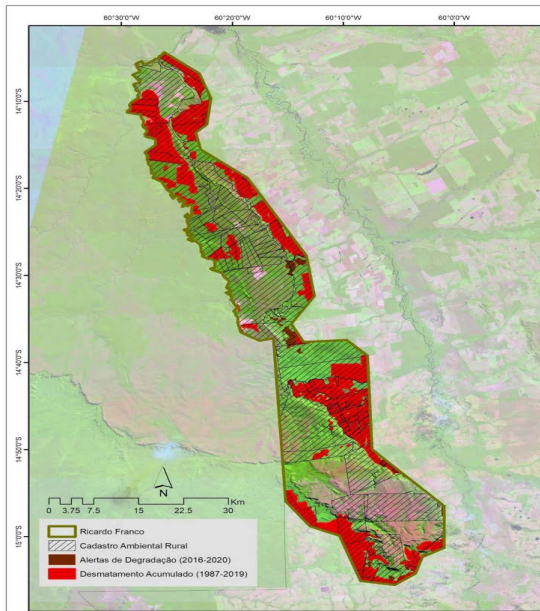 60°30'0"W 60°20'0"W 60°10'0"W 60°0'0"W
14°10'0"S
14°20'0"S
14°30'0"S
14°40'0"S
14°50'0"S
15°0'0"S
N
0 3.75 7.5 15 22.5 30
Km
Ricardo Franco
Cadastro Ambiental Rural
Alertas de Degradação (2016-2020)
Desmatamento Acumulado (1987-2019)